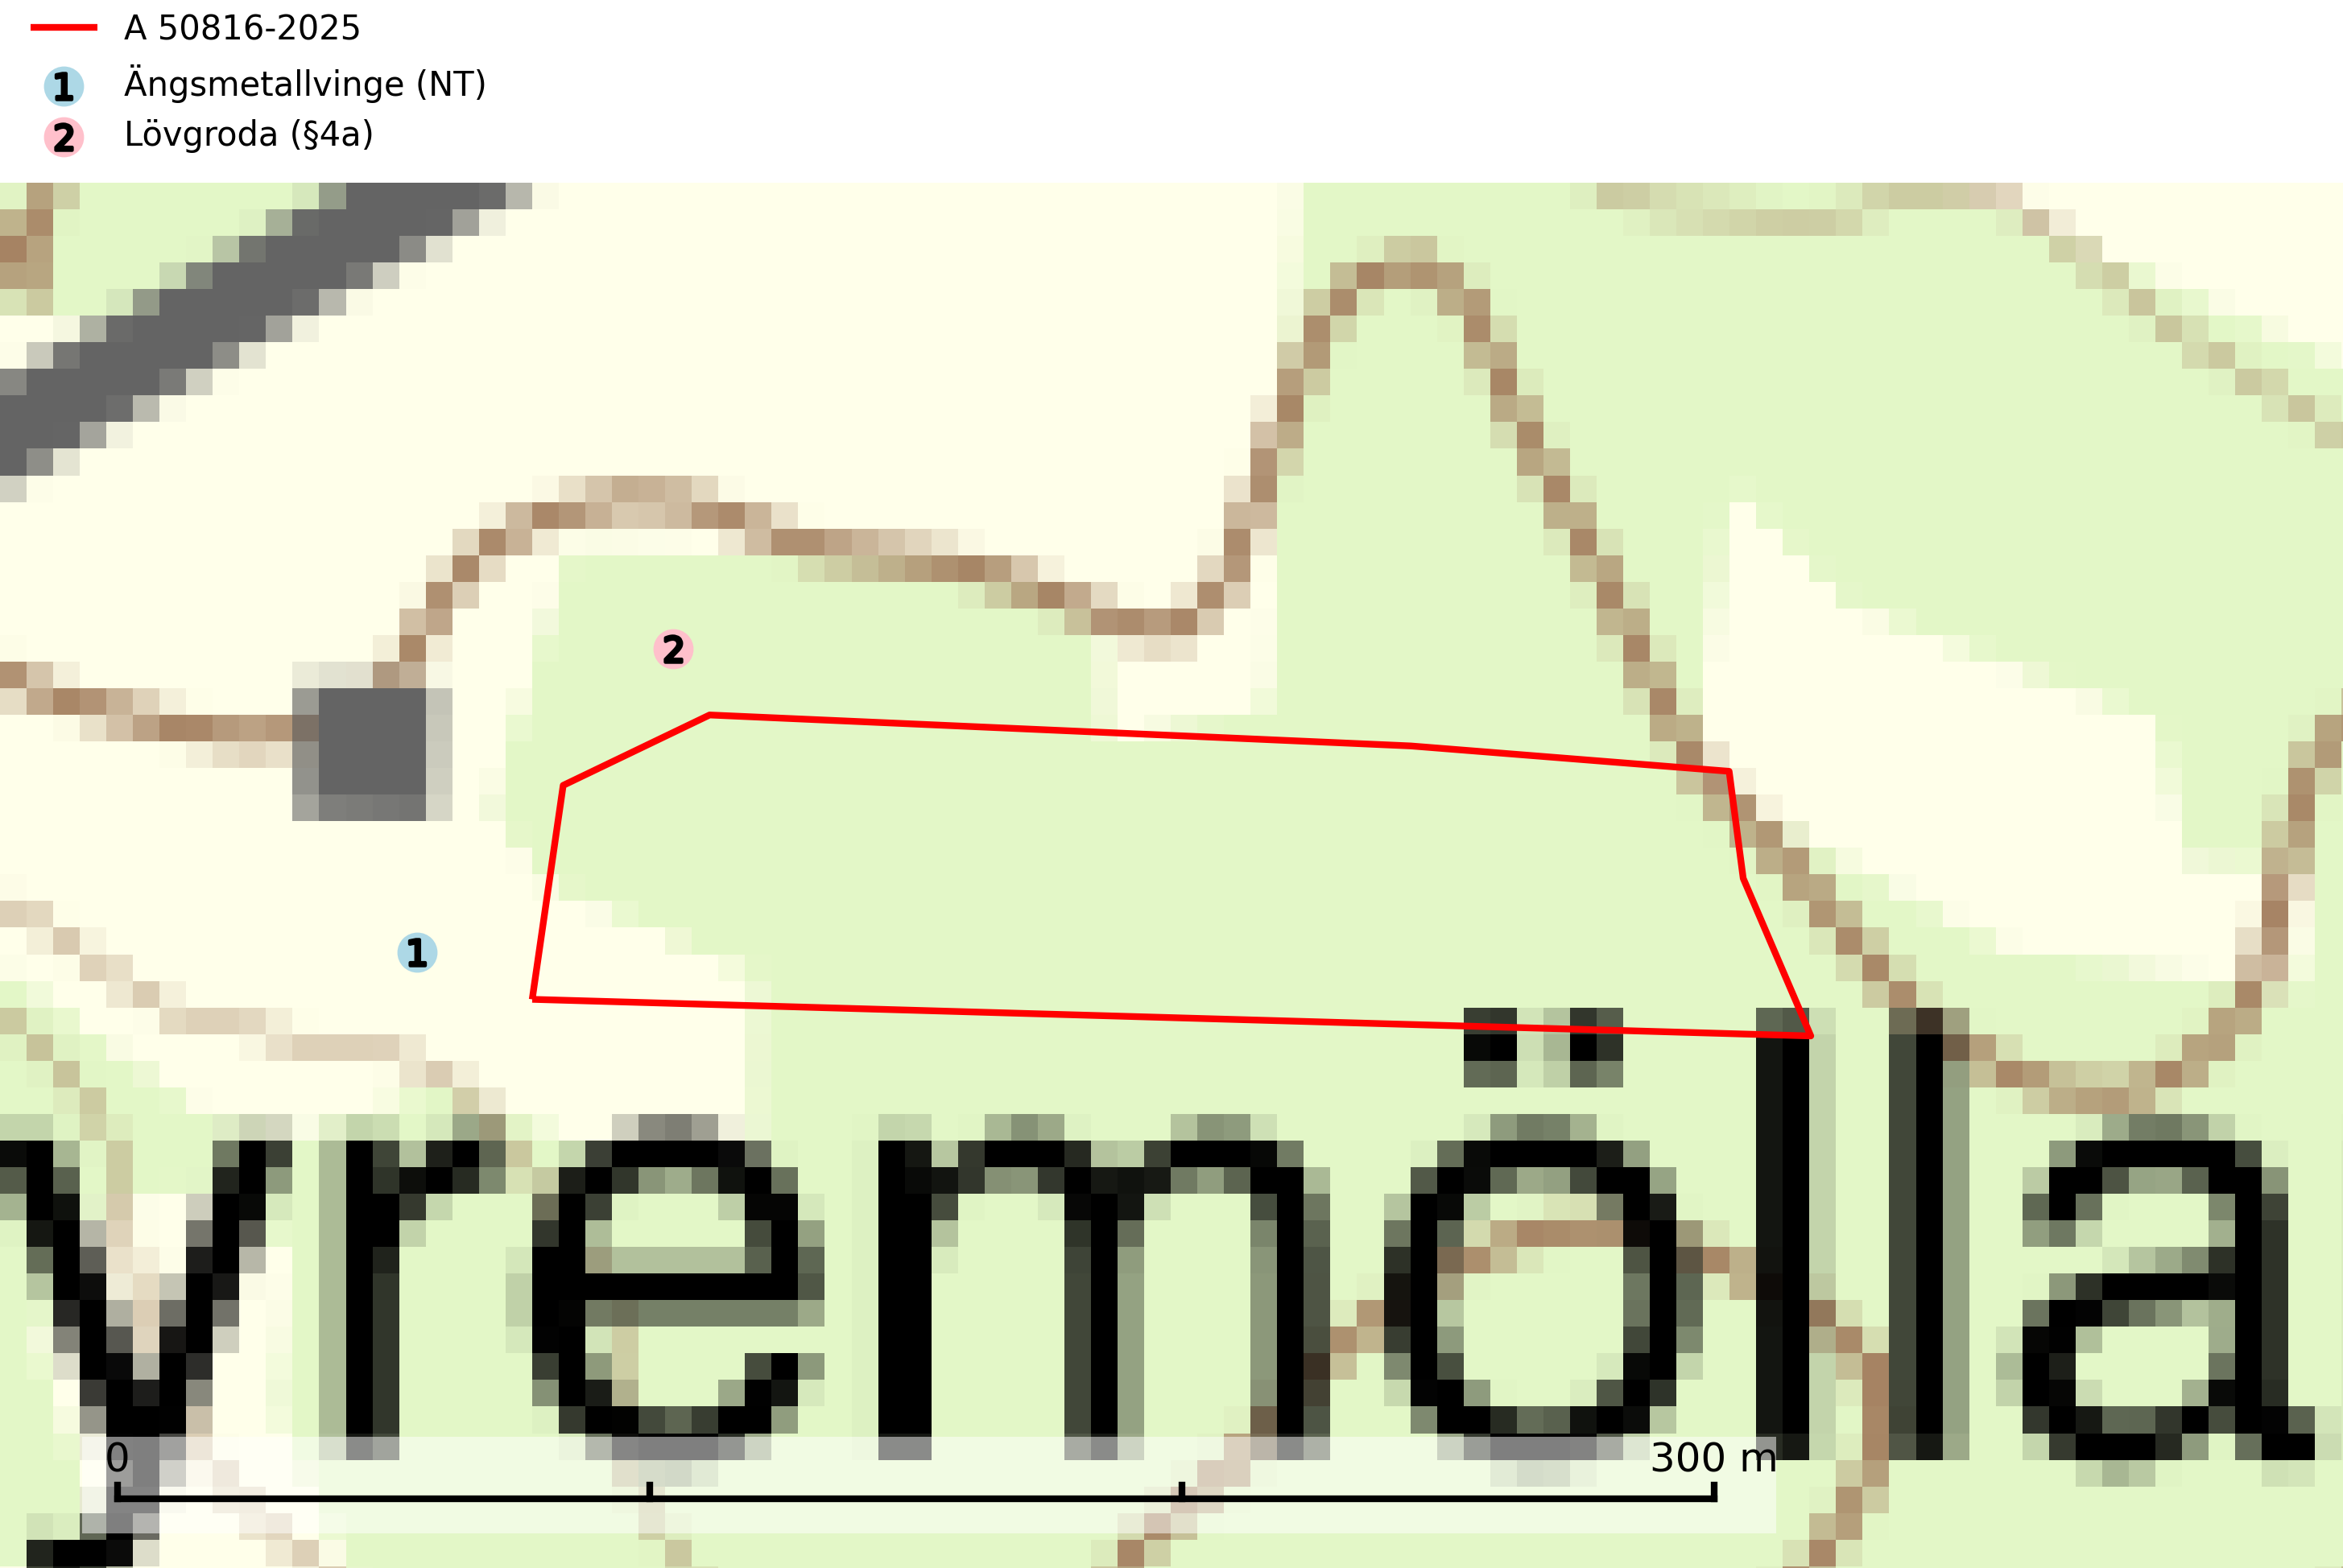 A 50816-2025
1 Ängsmetallvinge (NT)
2 Lövgroda (§4a)
2
1
vremölla
0 300 m